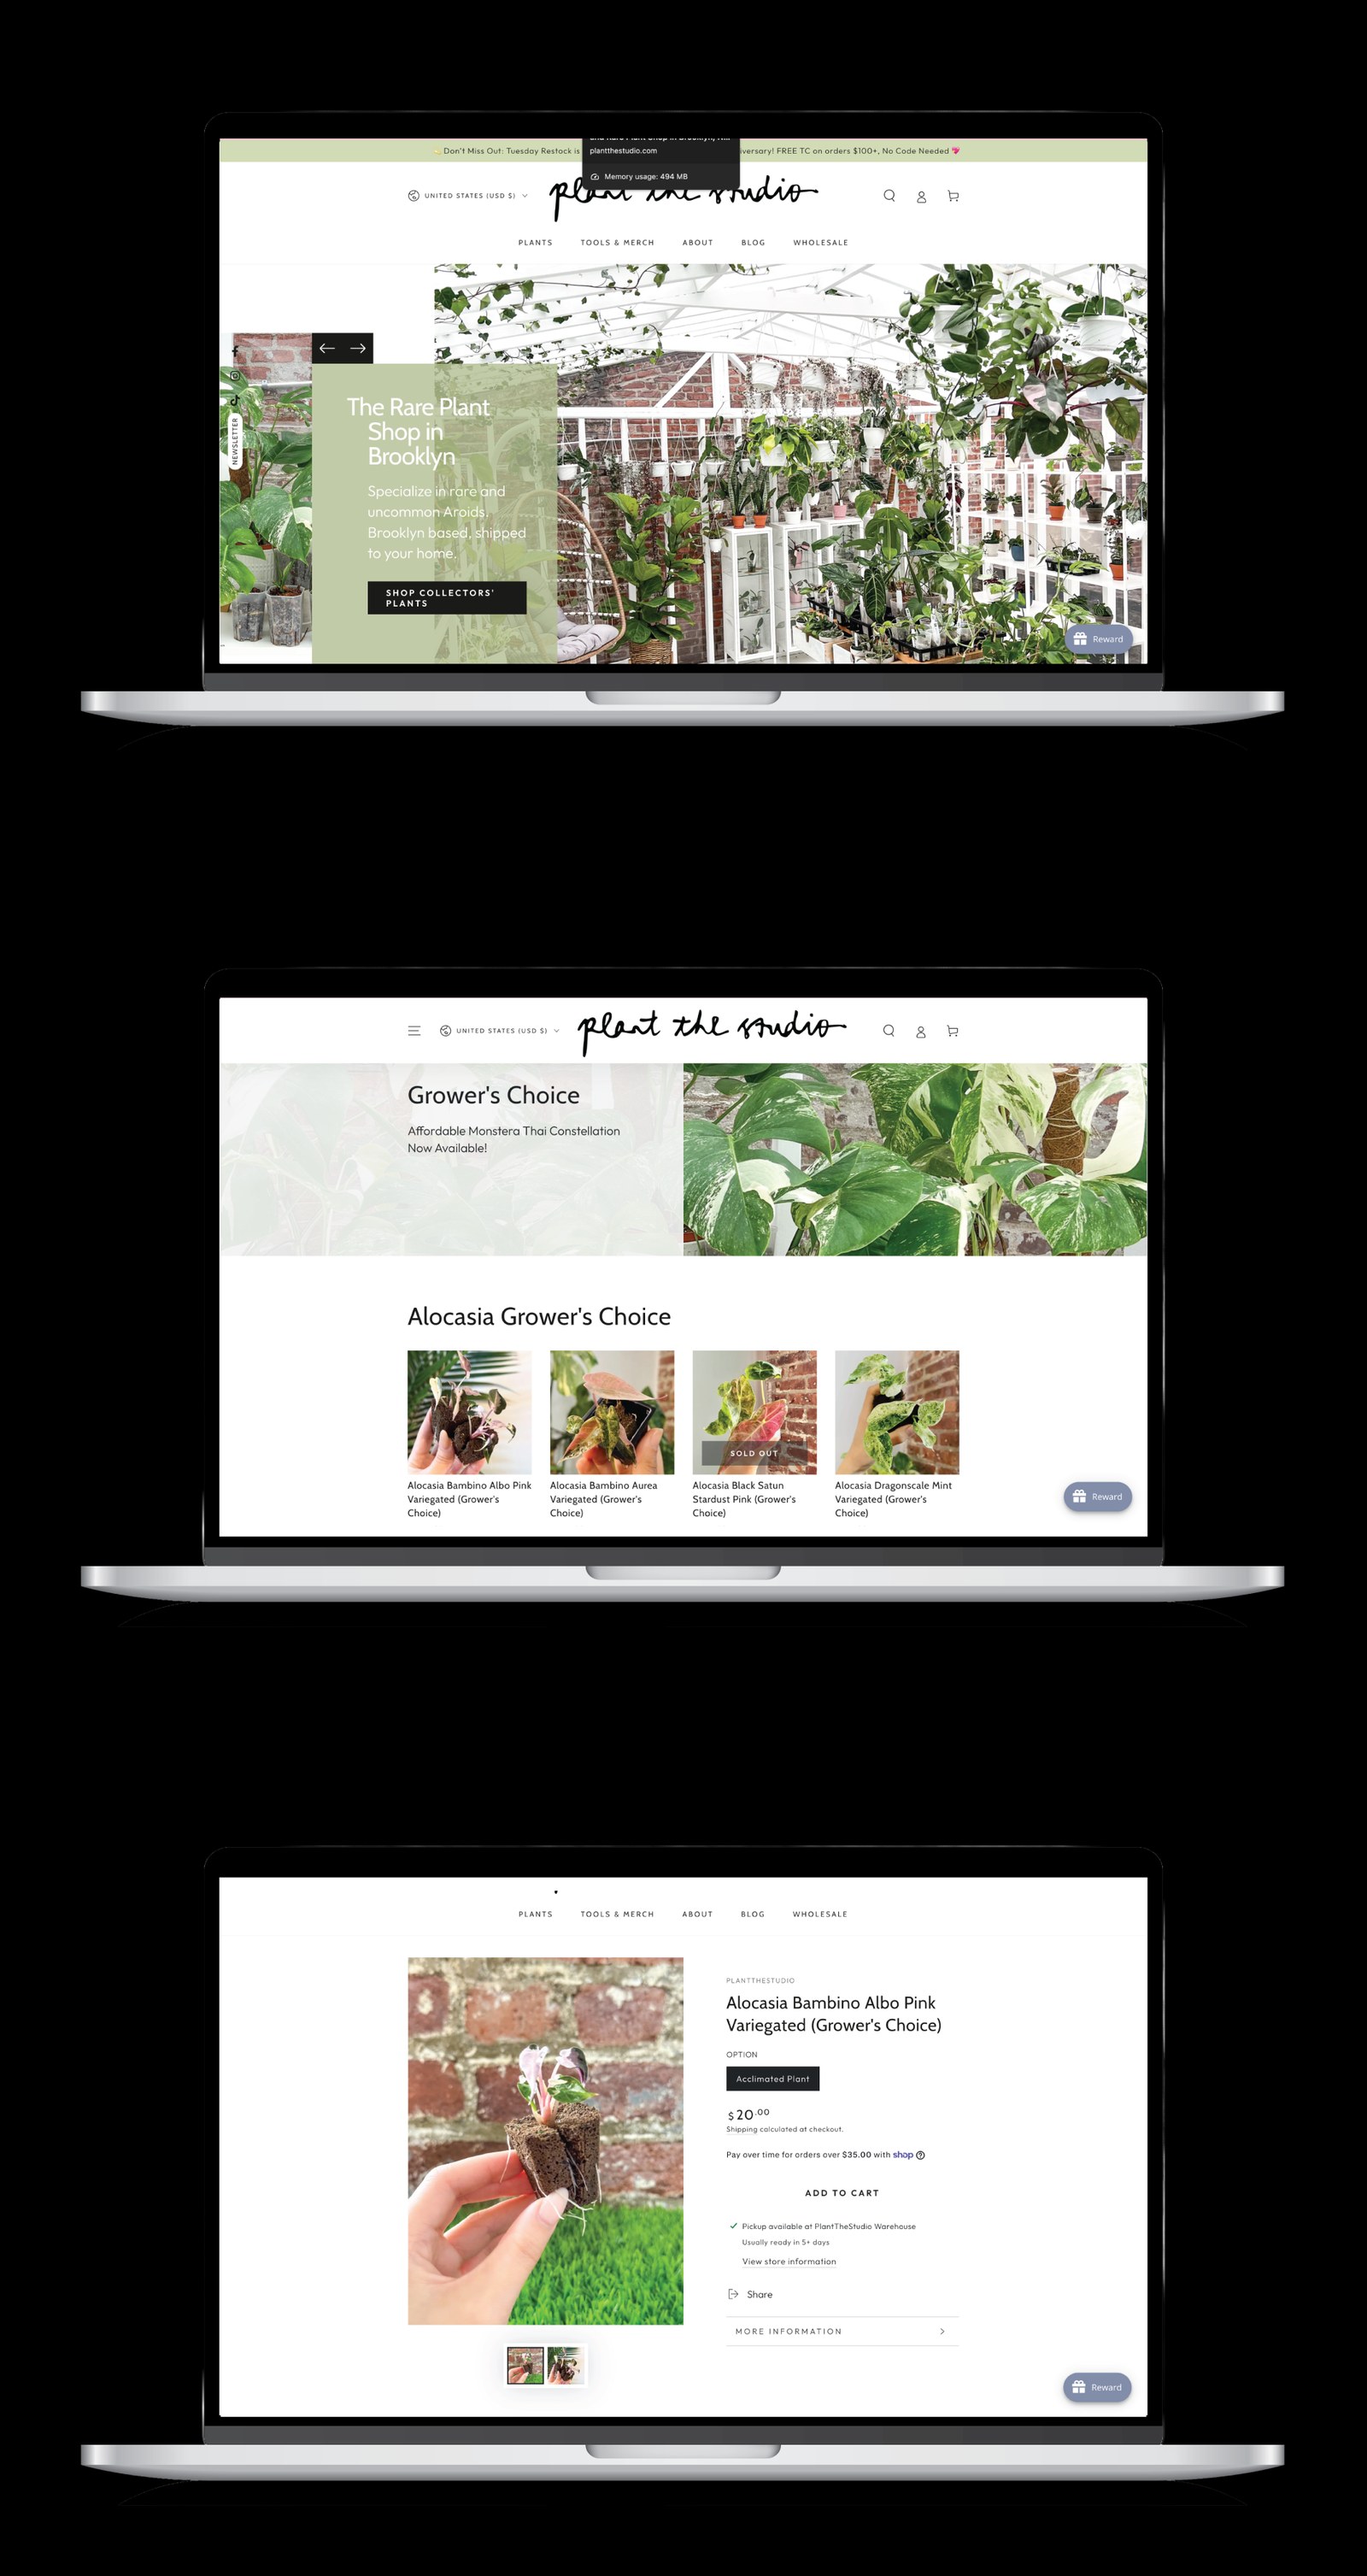 Don't Miss Out: Tuesday Restock is
plantthestudio.com
iversary! FREE TC on orders $100+, No Code Needed
Memory usage: 494 MB
UNITED STATES (USD $)
plant the studio
PLANTS TOOLS & MERCH ABOUT BLOG WHOLESALE
NEWSLETTER
The Rare Plant
Shop in
Brooklyn
Specialize in rare and
uncommon Aroids.
Brooklyn based, shipped
to your home.
SHOP COLLECTORS'
PLANTS
Reward
UNITED STATES (USD $)
plant the studio
Grower's Choice
Affordable Monstera Thai Constellation
Now Available!
Alocasia Grower's Choice
SOLD OUT
Alocasia Bambino Albo Pink
Variegated (Grower's
Choice)
Alocasia Bambino Aurea
Variegated (Grower's
Choice)
Alocasia Black Satun
Stardust Pink (Grower's
Choice)
Alocasia Dragonscale Mint
Variegated (Grower's
Choice)
Reward
PLANTS TOOLS & MERCH ABOUT BLOG WHOLESALE
PLANTTHESTUDIO
Alocasia Bambino Albo Pink
Variegated (Grower's Choice)
OPTION
Acclimated Plant
$20.00
Shipping calculated at checkout.
Pay over time for orders over $35.00 with shop
ADD TO CART
Pickup available at PlantTheStudio Warehouse
Usually ready in 5+ days
View store information
Share
MORE INFORMATION
Reward